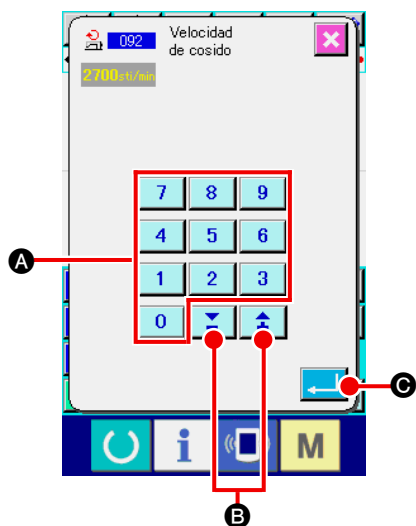 092 Velocidad
de cosido
2700sti/min
7 8 9
4 5 6
A
1 2 3
0
C
i M
B